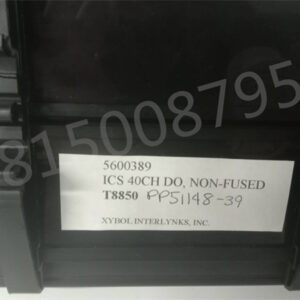 815008795
5600389
ICS 40CH DO, NON-FUSED
T8850 PP51148-39
XYBOL INTERLYNKS, INC.